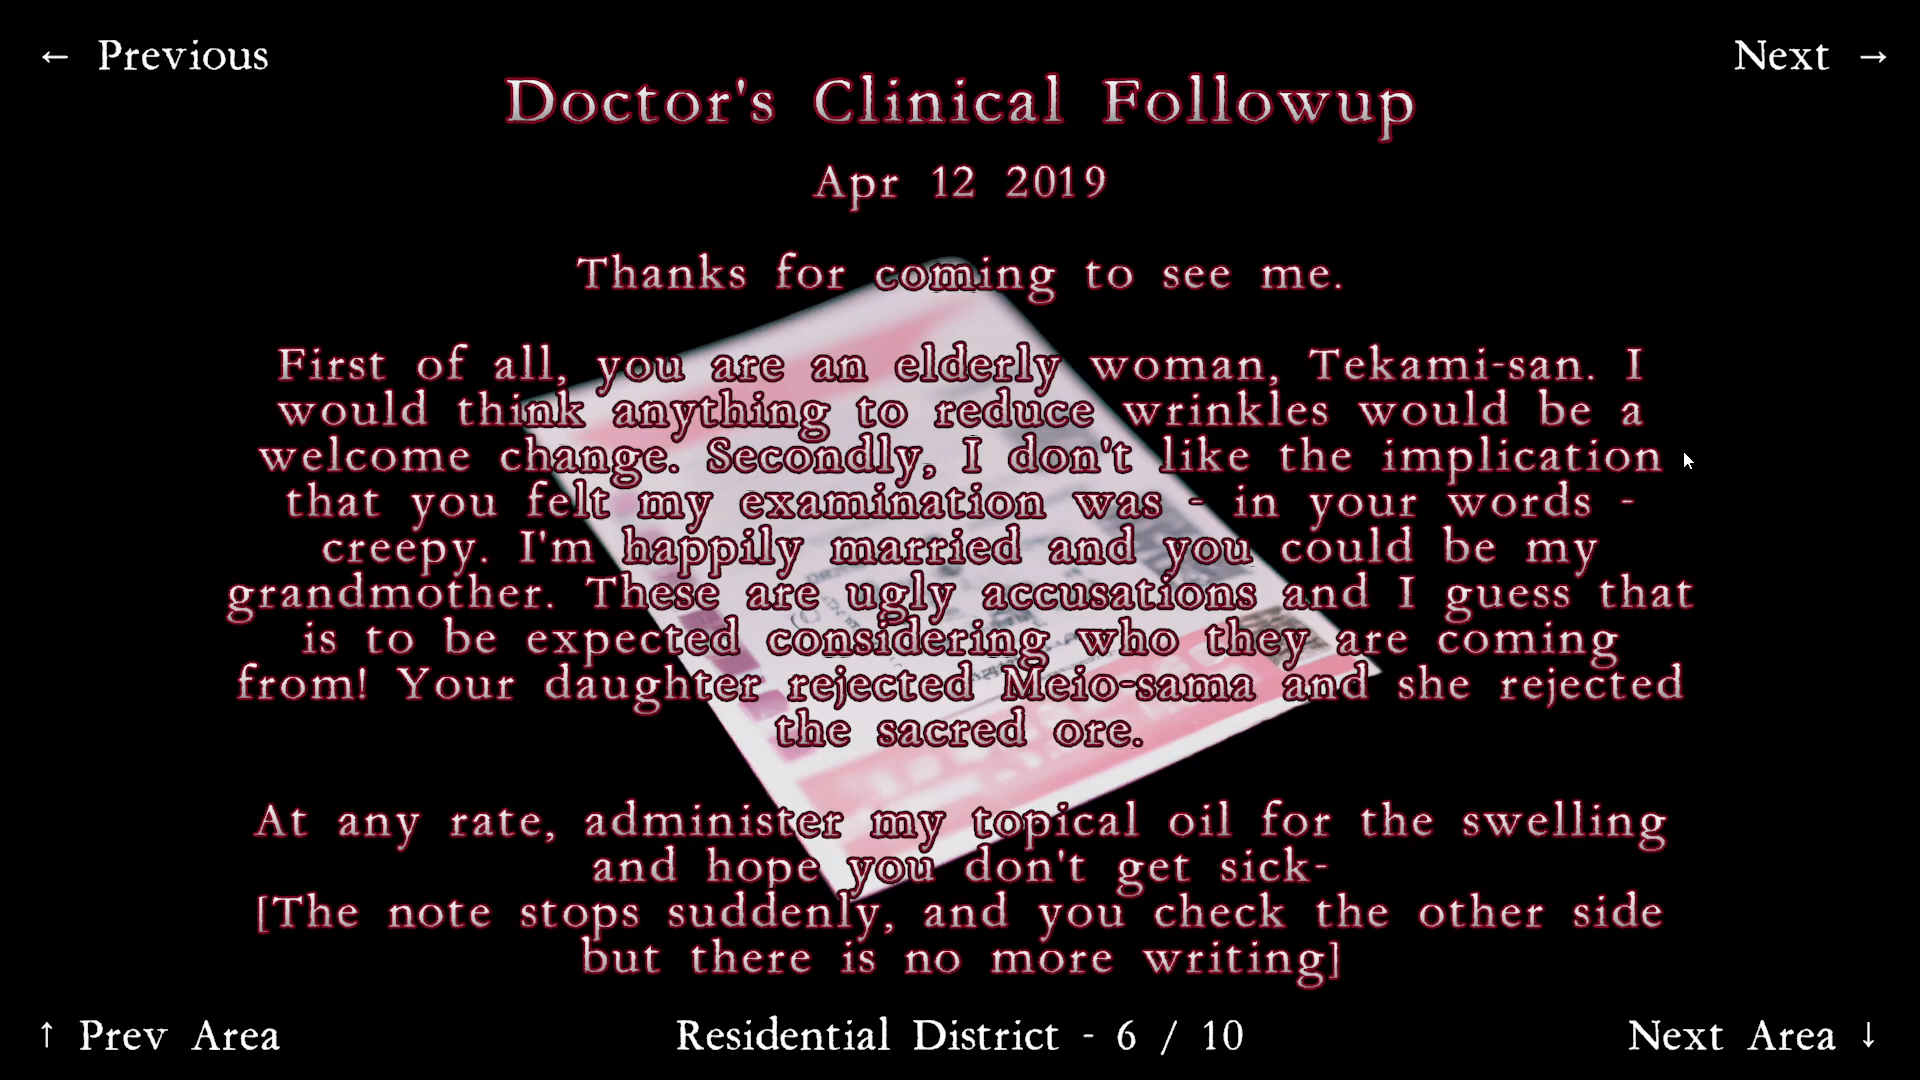 ← Previous
Next →
Doctor's Clinical Followup
Apr 12 2019
Thanks for coming to see me.
First of all, you are an elderly woman, Tekami-san. I
would think anything to reduce wrinkles would be a
welcome change. Secondly, I don't like the implication
that you felt my examination was - in your words -
creepy. I'm happily married and you could be my
grandmother. These are ugly accusations and I guess that
is to be expected considering who they are coming
from! Your daughter rejected Meio-sama and she rejected
the sacred ore.
At any rate, administer my topical oil for the swelling
and hope you don't get sick-
[The note stops suddenly, and you check the other side
but there is no more writing]
↑ Prev Area
Residential District - 6 / 10
Next Area ↓